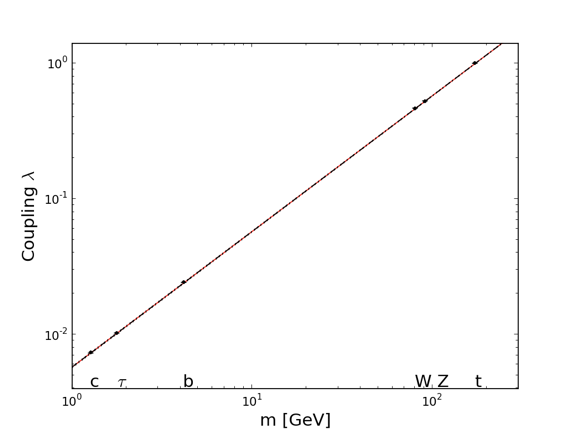 10^0
10^-1
10^-2
Coupling λ
c τ b W Z t
10^0 10^1 10^2
m [GeV]